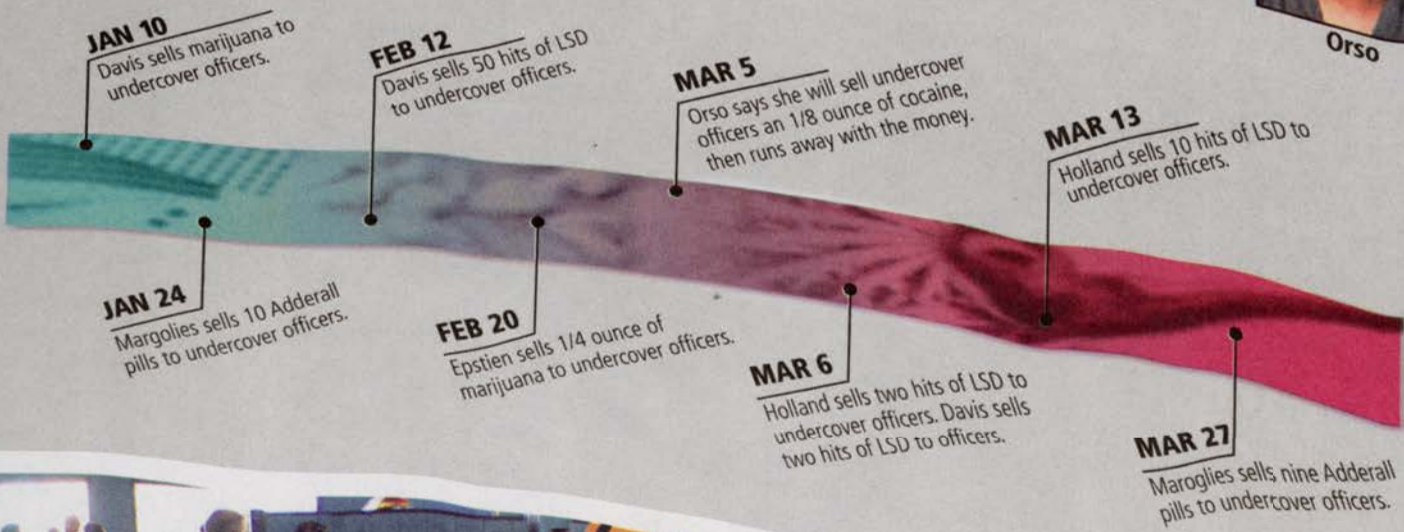 Orso
JAN 10
Davis sells marijuana to
undercover officers.
FEB 12
Davis sells 50 hits of LSD
to undercover officers.
MAR 5
Orso says she will sell undercover
officers an 1/8 ounce of cocaine,
then runs away with the money.
MAR 13
Holland sells 10 hits of LSD to
undercover officers.
JAN 24
Margolies sells 10 Adderall
pills to undercover officers.
FEB 20
Epstien sells 1/4 ounce of
marijuana to undercover officers.
MAR 6
Holland sells two hits of LSD to
undercover officers. Davis sells
two hits of LSD to officers.
MAR 27
Maroglies sells nine Adderall
pills to undercover officers.